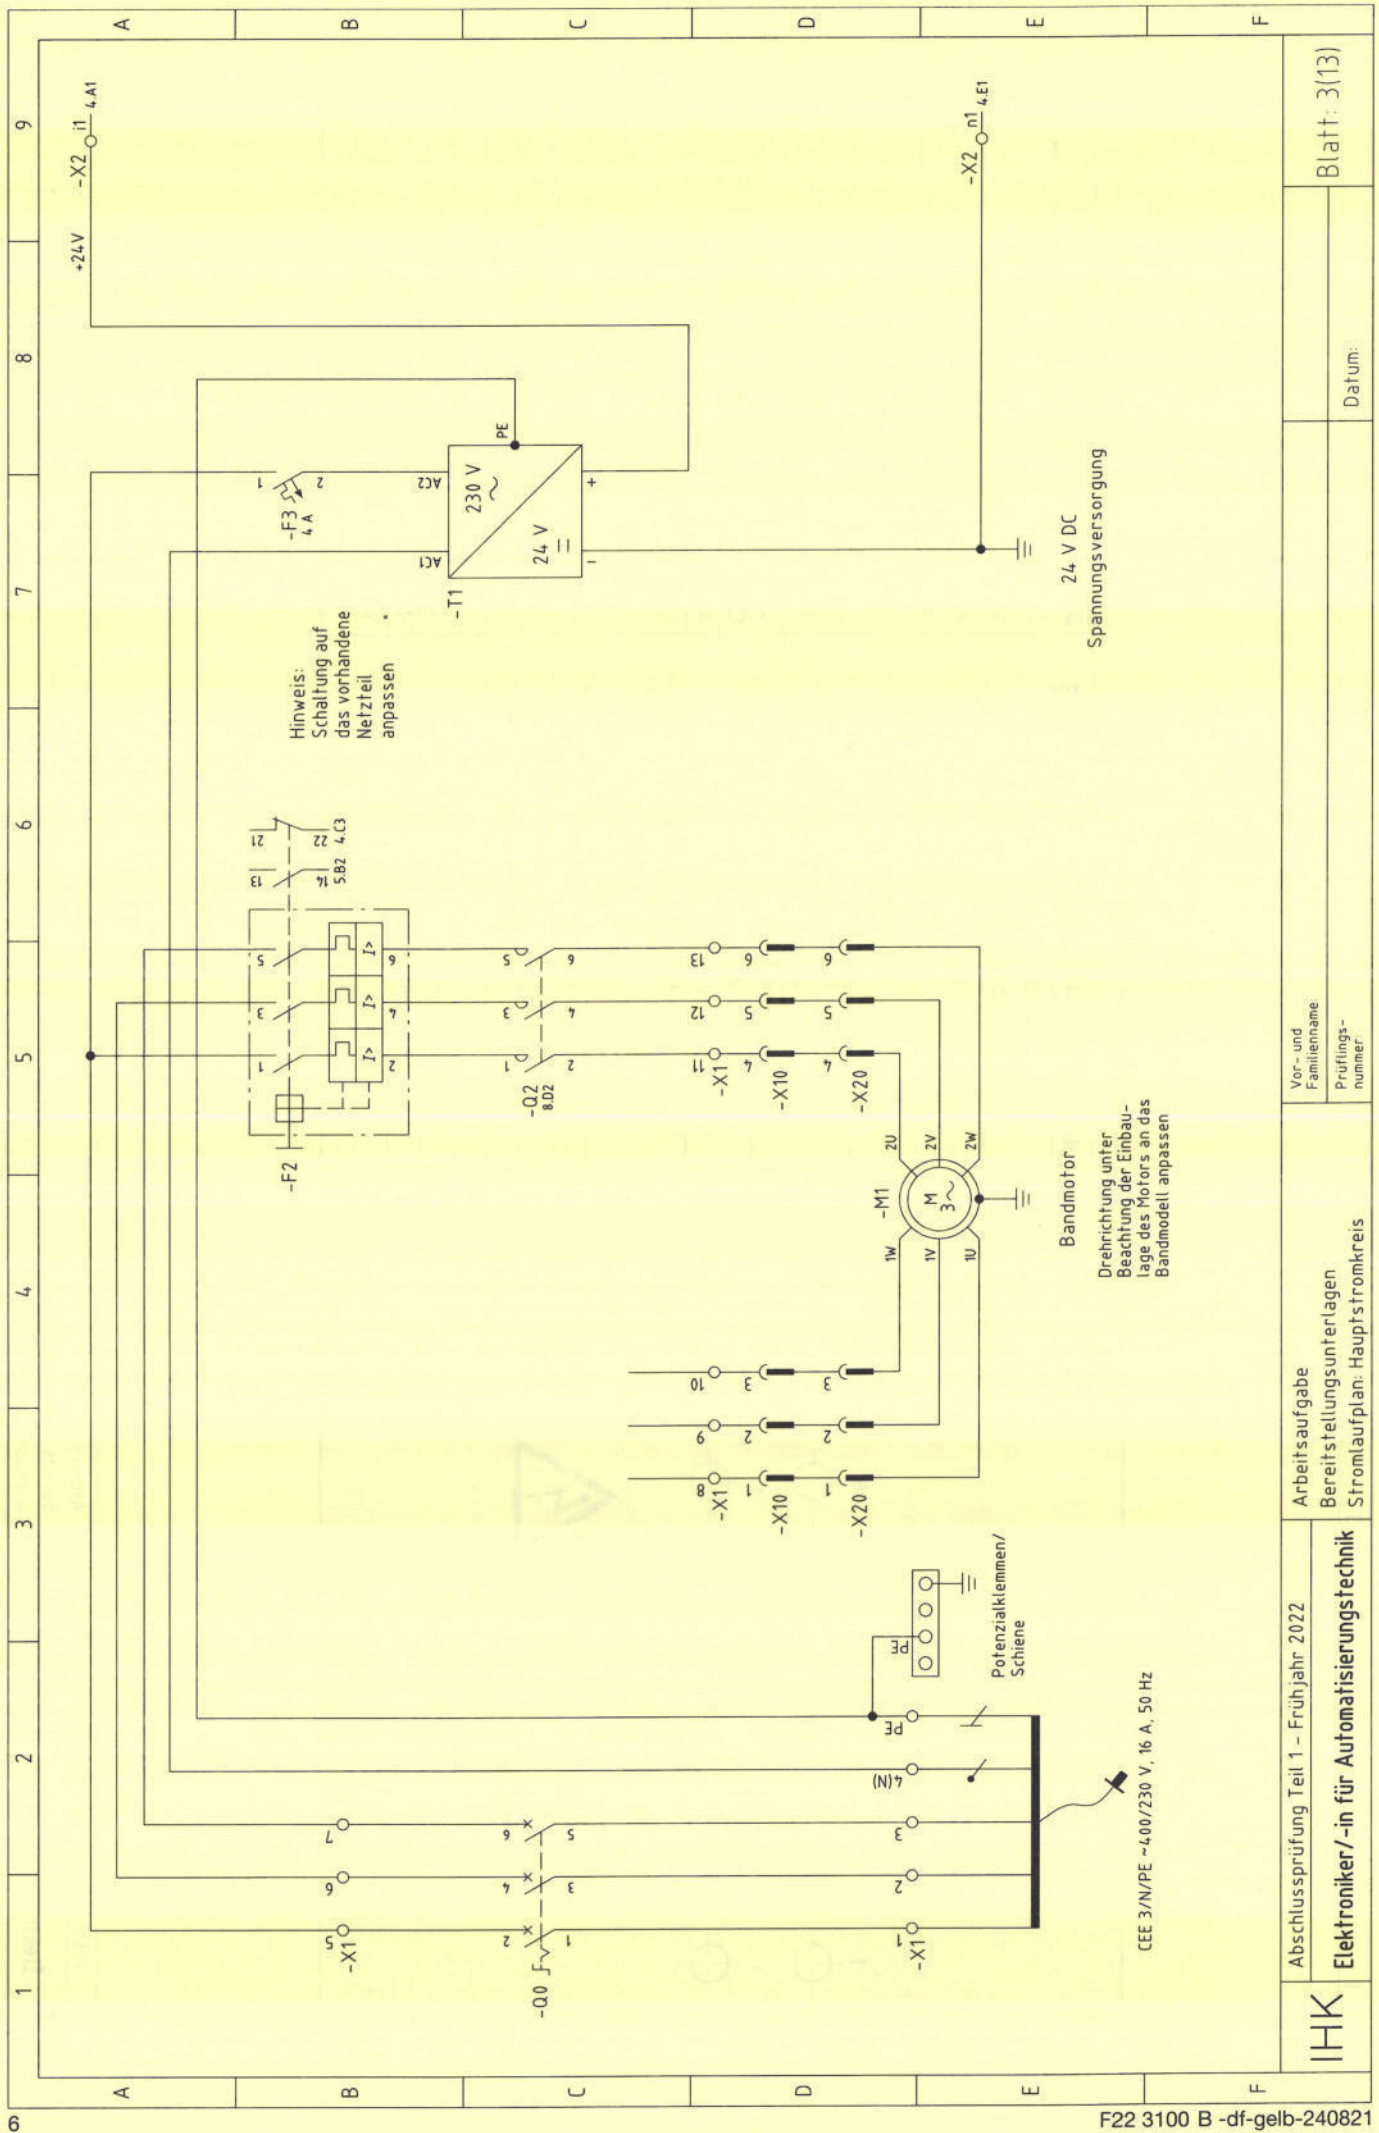 1 2 3 4 5 6 7 8 9
A B C D E F
-X1 5 6 7
-Q0 2 4 6
1 3 5
-X1 1 2 3 4(N) PE
PE
Potenzialklemmen/
Schiene
CEE 3/N/PE ~400/230 V, 16 A, 50 Hz
8 9 10
-X1
1 2 3
-X10
1 2 3
-X20
1W
1V
1U
-M1
M
3~
2U
2V
2W
Bandmotor
Drehrichtung unter
Beachtung der Einbau-
lage des Motors an das
Bandmodell anpassen
-F2
1 3 5 13 21
I> I> I>
2 4 6 14 22
5.B2 4.C3
-Q2
8.D2
1 3 5
2 4 6
11 12 13
-X1
4 5 6
-X10
4 5 6
-X20
Hinweis:
Schaltung auf
das vorhandene
Netzteil
anpassen
-F3
4 A
1
2
-T1
AC1 AC2
PE
230 V
~
24 V
=
- +
24 V DC
Spannungsversorgung
+24V
-X2 i1 4.A1
-X2 n1 4.E1
A B C D E F
IHK
Abschlussprüfung Teil 1 – Frühjahr 2022
Elektroniker/-in für Automatisierungstechnik
Arbeitsaufgabe
Bereitstellungsunterlagen
Stromlaufplan: Hauptstromkreis
Vor- und
Familienname:
Prüflings-
nummer:
Datum:
Blatt: 3(13)
6
F22 3100 B -df-gelb-240821